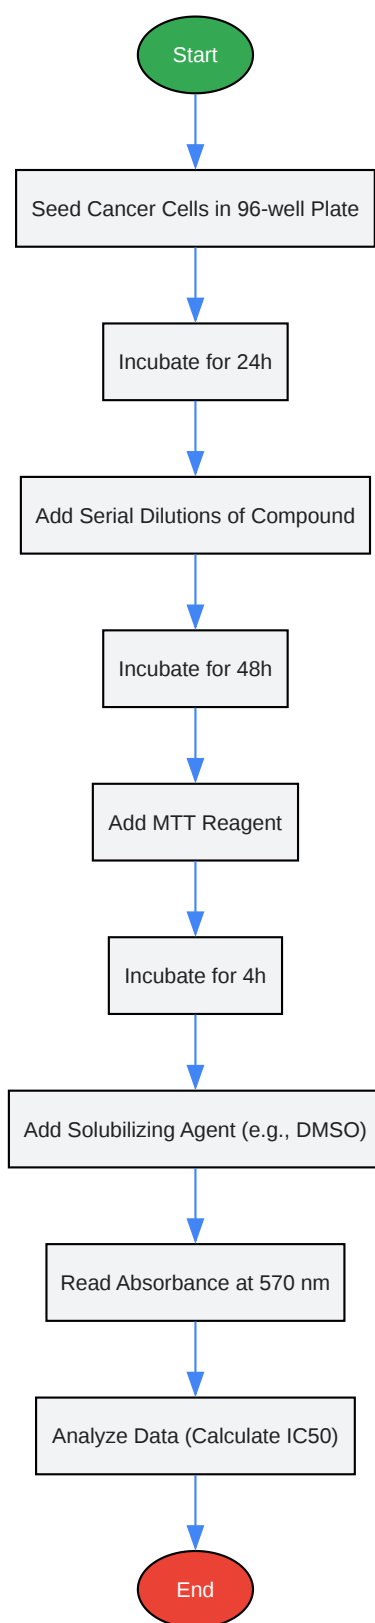 Start
Seed Cancer Cells in 96-well Plate
Incubate for 24h
Add Serial Dilutions of Compound
Incubate for 48h
Add MTT Reagent
Incubate for 4h
Add Solubilizing Agent (e.g., DMSO)
Read Absorbance at 570 nm
Analyze Data (Calculate IC50)
End